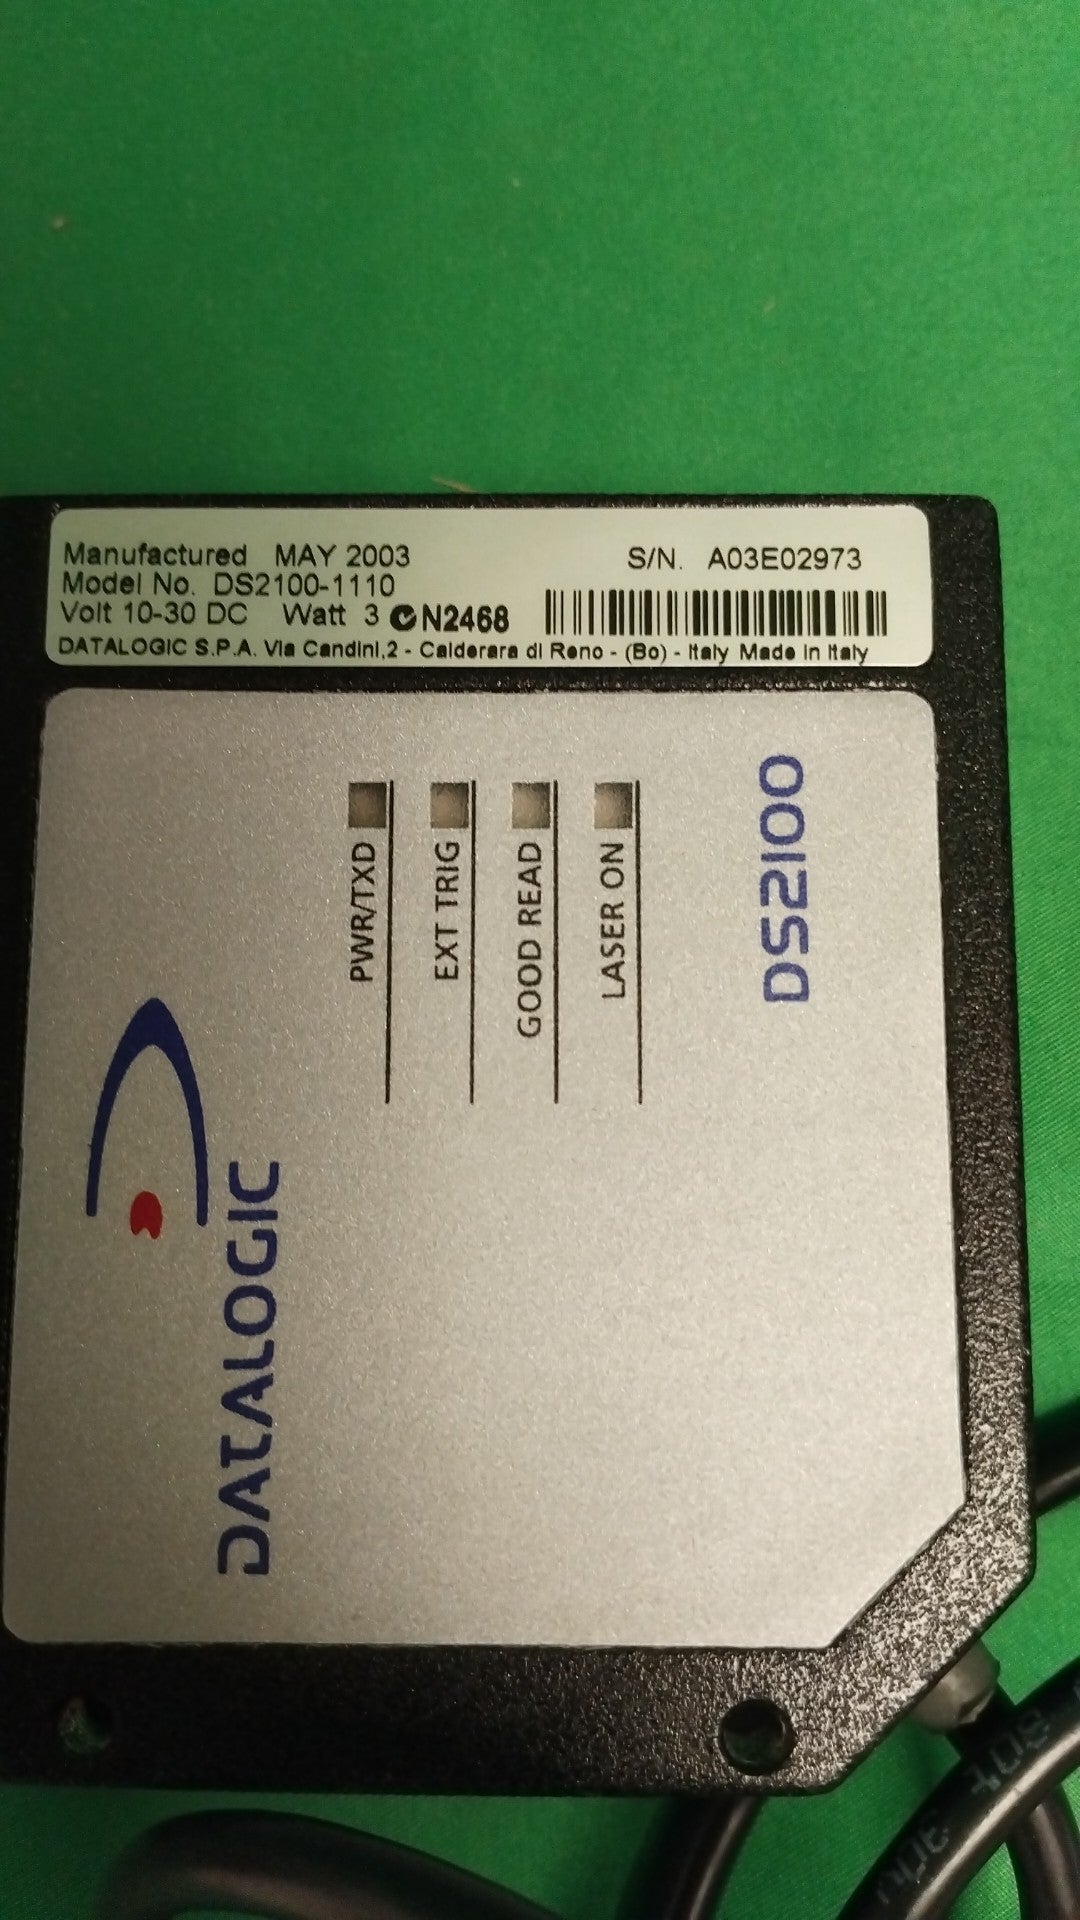 Manufactured MAY 2003 S/N. A03E02973
Model No. DS2100-1110
Volt 10-30 DC Watt 3 N2468
DATALOGIC S.P.A. Via Candini,2 - Calderara di Reno - (Bo) - Italy Made in Italy
PWR/TXD
EXT TRIG
GOOD READ
LASER ON
DS2100
DATALOGIC
300V